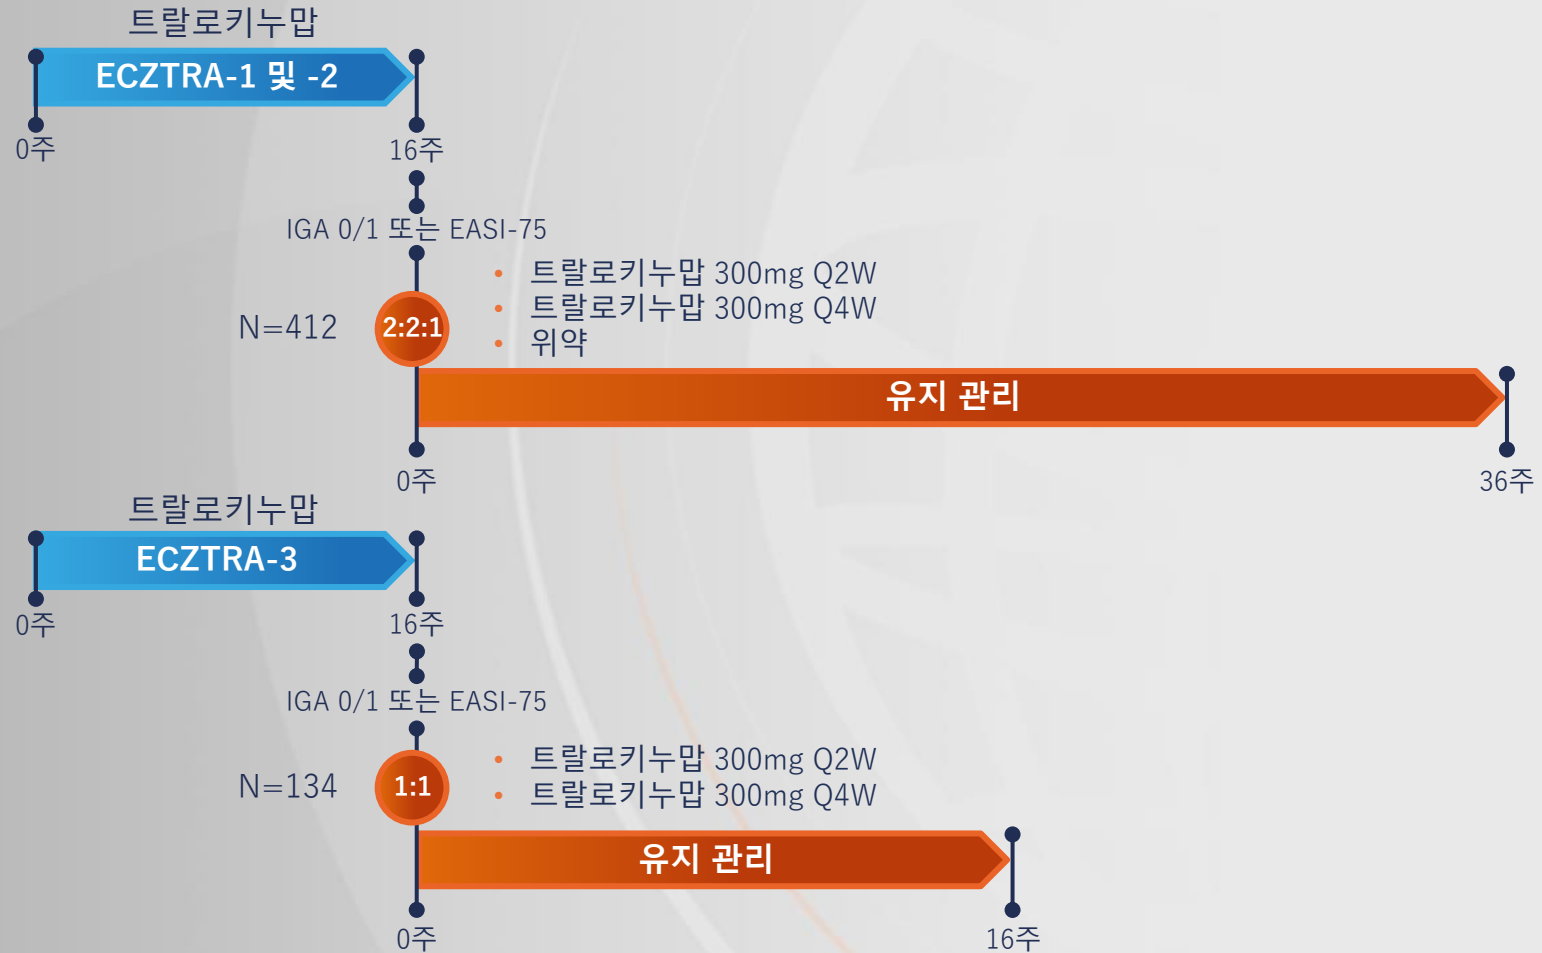 트랄로키누맙
ECZTRA-1 및 -2
0주
16주
IGA 0/1 또는 EASI-75
N=412
2:2:1
• 트랄로키누맙 300mg Q2W
• 트랄로키누맙 300mg Q4W
• 위약
유지 관리
0주
36주
트랄로키누맙
ECZTRA-3
0주
16주
IGA 0/1 또는 EASI-75
N=134
1:1
• 트랄로키누맙 300mg Q2W
• 트랄로키누맙 300mg Q4W
유지 관리
0주
16주